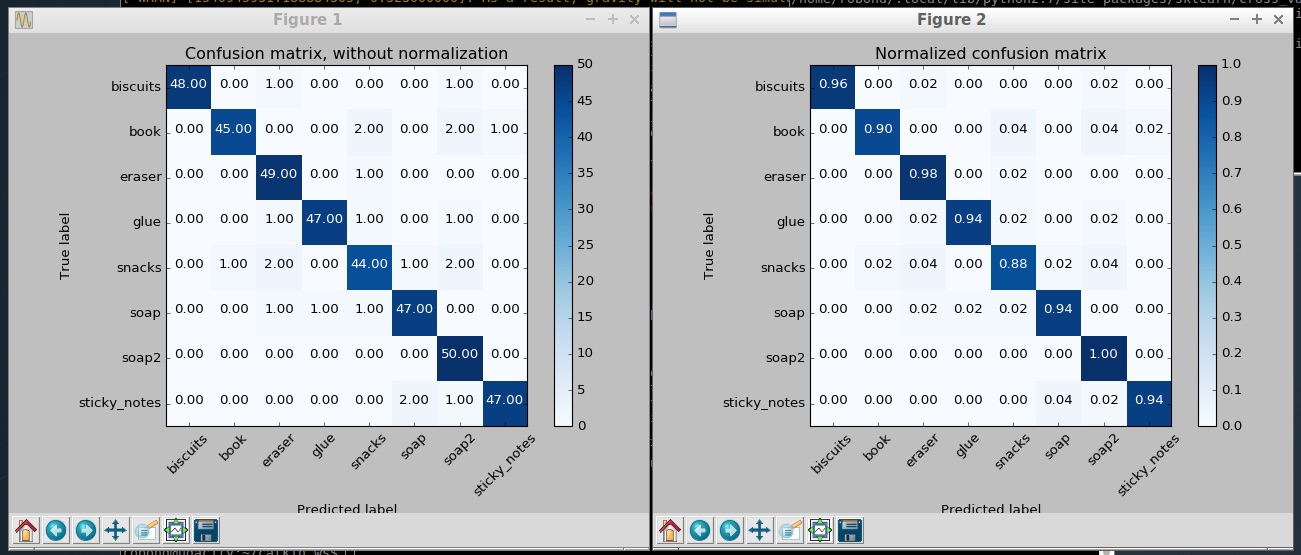 Figure 1
Confusion matrix, without normalization
biscuits 48.00 0.00 1.00 0.00 0.00 0.00 1.00 0.00
book 0.00 45.00 0.00 0.00 2.00 0.00 2.00 1.00
eraser 0.00 0.00 49.00 0.00 1.00 0.00 0.00 0.00
glue 0.00 0.00 1.00 47.00 1.00 0.00 1.00 0.00
snacks 0.00 1.00 2.00 0.00 44.00 1.00 2.00 0.00
soap 0.00 0.00 1.00 1.00 1.00 47.00 0.00 0.00
soap2 0.00 0.00 0.00 0.00 0.00 0.00 50.00 0.00
sticky_notes 0.00 0.00 0.00 0.00 0.00 2.00 1.00 47.00
True label
biscuits book eraser glue snacks soap soap2 sticky_notes
Predicted label
50
45
40
35
30
25
20
15
10
5
0
Figure 2
Normalized confusion matrix
biscuits 0.96 0.00 0.02 0.00 0.00 0.00 0.02 0.00
book 0.00 0.90 0.00 0.00 0.04 0.00 0.04 0.02
eraser 0.00 0.00 0.98 0.00 0.02 0.00 0.00 0.00
glue 0.00 0.00 0.02 0.94 0.02 0.00 0.02 0.00
snacks 0.00 0.02 0.04 0.00 0.88 0.02 0.04 0.00
soap 0.00 0.00 0.02 0.02 0.02 0.94 0.00 0.00
soap2 0.00 0.00 0.00 0.00 0.00 0.00 1.00 0.00
sticky_notes 0.00 0.00 0.00 0.00 0.00 0.04 0.02 0.94
True label
biscuits book eraser glue snacks soap soap2 sticky_notes
Predicted label
1.0
0.9
0.8
0.7
0.6
0.5
0.4
0.3
0.2
0.1
0.0